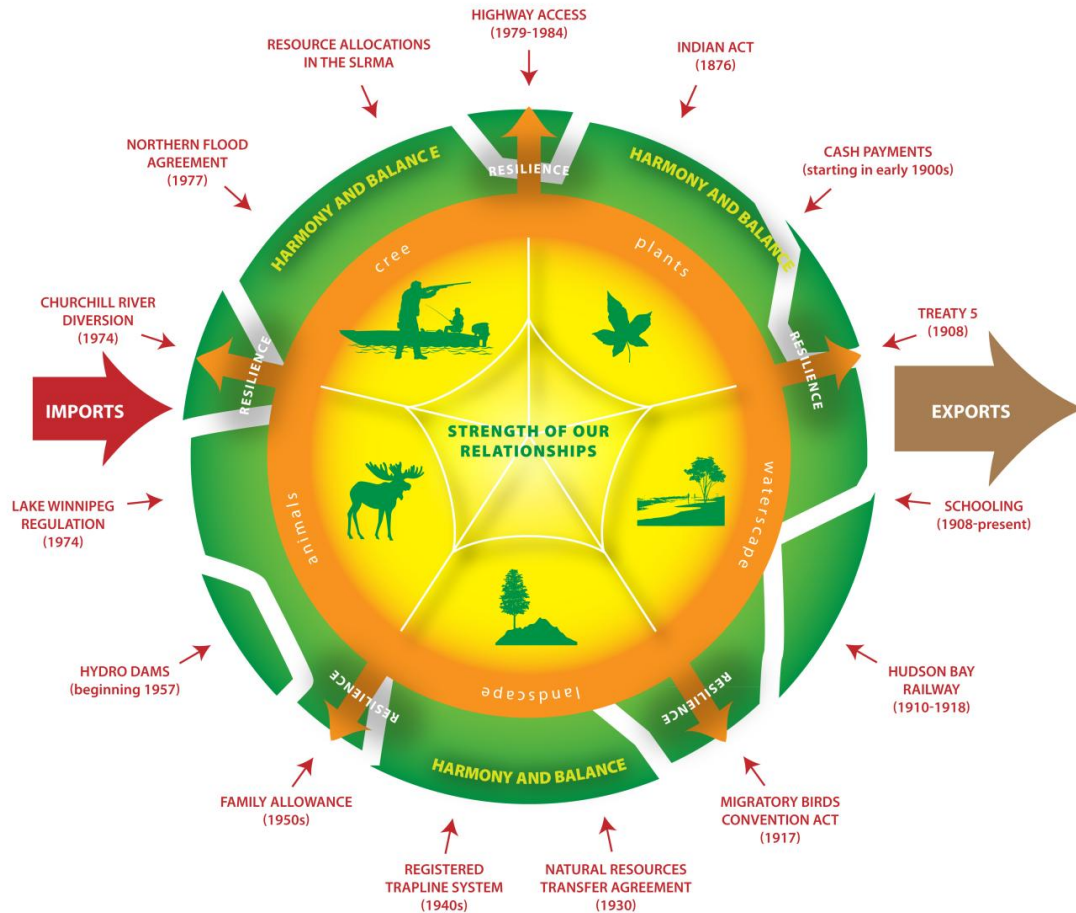 HIGHWAY ACCESS
(1979-1984)
RESOURCE ALLOCATIONS
IN THE SLRMA
INDIAN ACT
(1876)
NORTHERN FLOOD
AGREEMENT
(1977)
CASH PAYMENTS
(starting in early 1900s)
RESILIENCE
HARMONY AND BALANCE
HARMONY AND BALANCE
cree
plants
CHURCHILL RIVER
DIVERSION
(1974)
TREATY 5
(1908)
RESILIENCE
RESILIENCE
IMPORTS
EXPORTS
STRENGTH OF OUR
RELATIONSHIPS
LAKE WINNIPEG
REGULATION
(1974)
animals
waterscape
SCHOOLING
(1908-present)
HYDRO DAMS
(beginning 1957)
HUDSON BAY
RAILWAY
(1910-1918)
RESILIENCE
landscape
RESILIENCE
HARMONY AND BALANCE
FAMILY ALLOWANCE
(1950s)
MIGRATORY BIRDS
CONVENTION ACT
(1917)
REGISTERED
TRAPLINE SYSTEM
(1940s)
NATURAL RESOURCES
TRANSFER AGREEMENT
(1930)